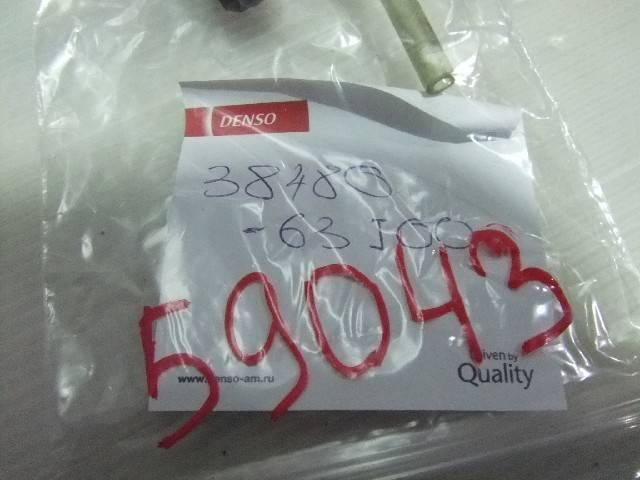 DENSO
38480
-63J00
59043
www.denso-am.ru
Driven by
Quality